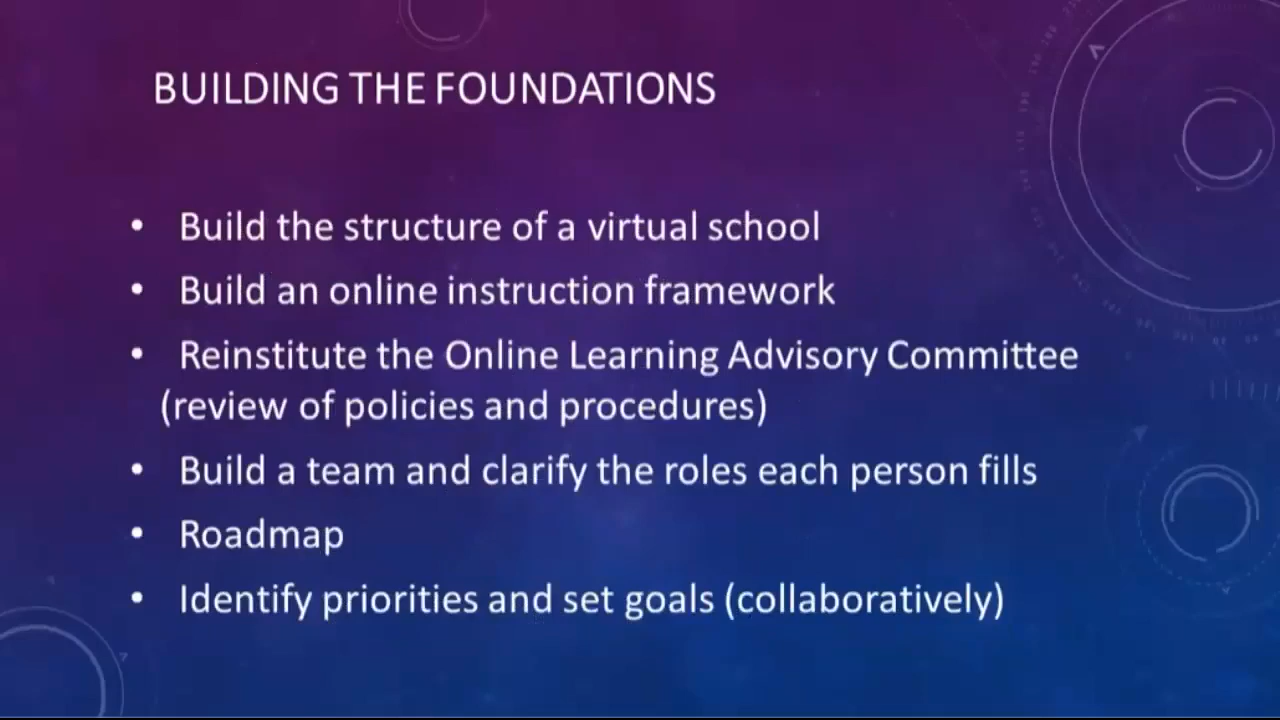 BUILDING THE FOUNDATIONS
• Build the structure of a virtual school
• Build an online instruction framework
• Reinstitute the Online Learning Advisory Committee
(review of policies and procedures)
• Build a team and clarify the roles each person fills
• Roadmap
• Identify priorities and set goals (collaboratively)